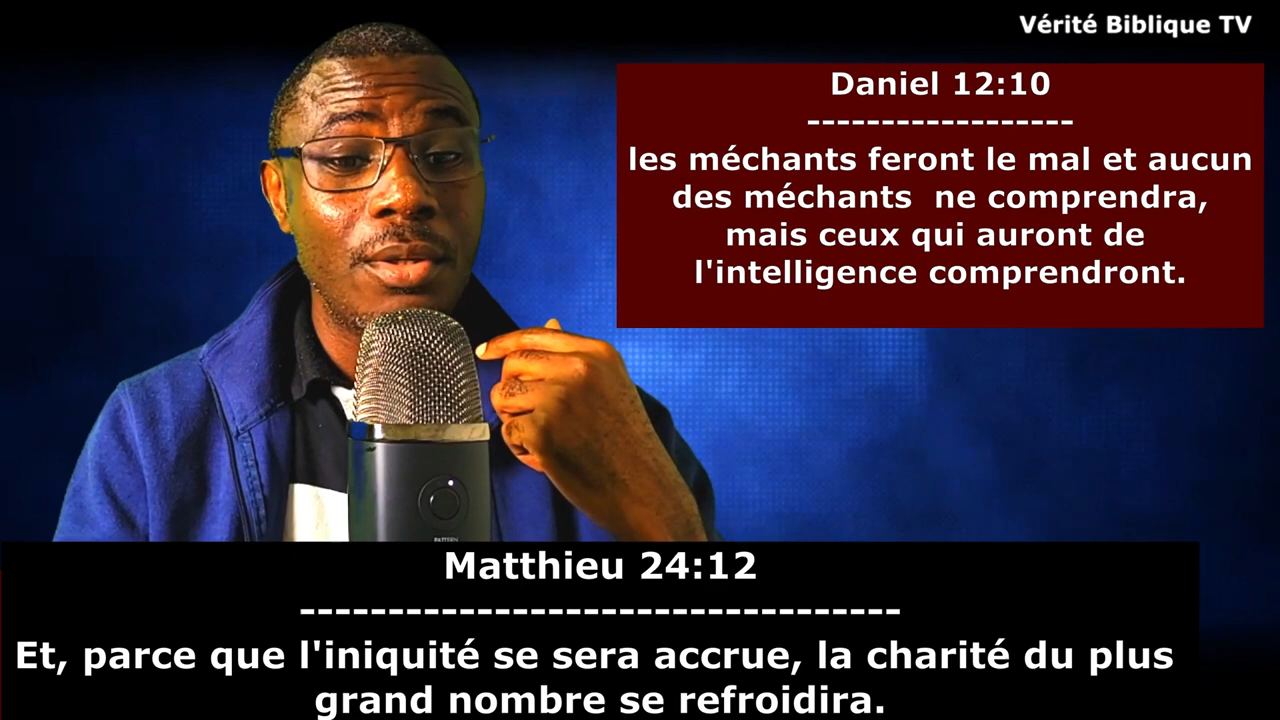 Vérité Biblique TV
Daniel 12:10
------------------
les méchants feront le mal et aucun
des méchants  ne comprendra,
mais ceux qui auront de
l'intelligence comprendront.
PATTERN
Matthieu 24:12
----------------------------------
Et, parce que l'iniquité se sera accrue, la charité du plus
grand nombre se refroidira.